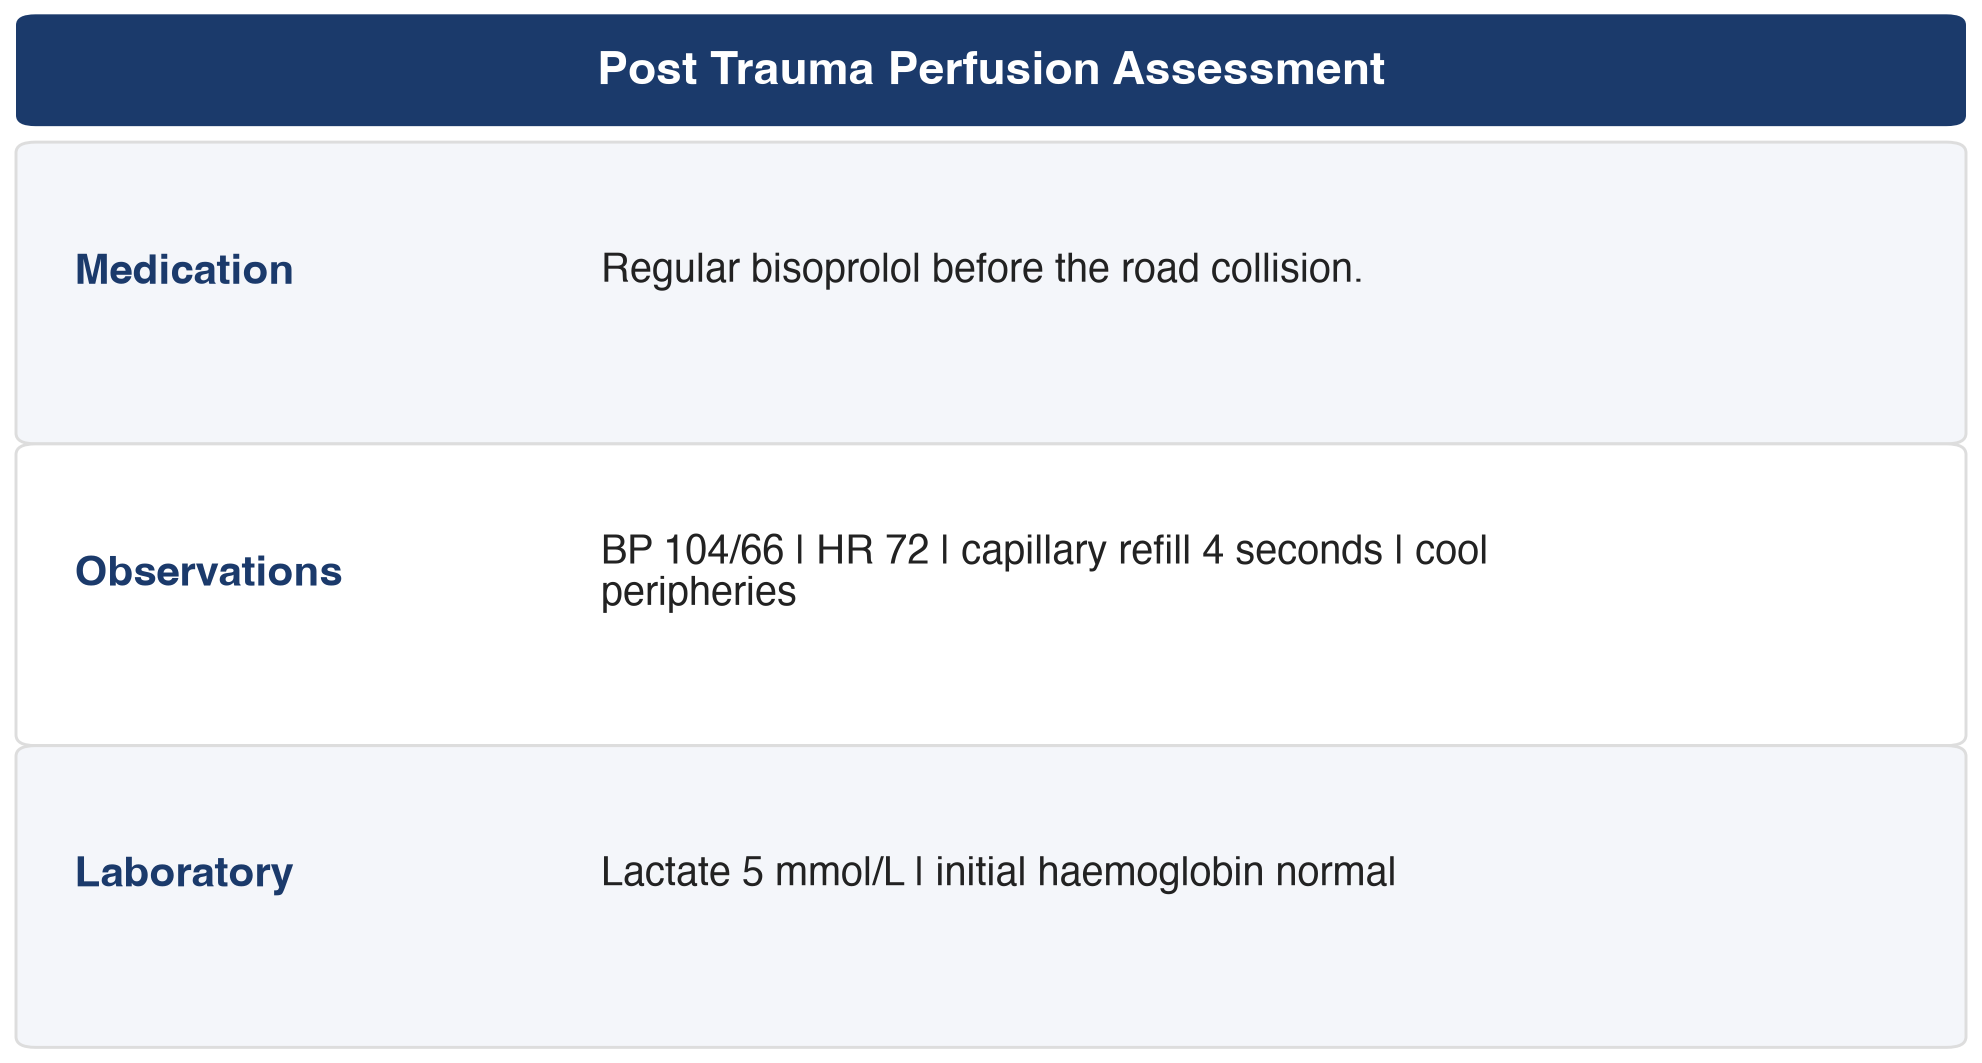 Post Trauma Perfusion Assessment
Medication
Regular bisoprolol before the road collision.
Observations
BP 104/66 | HR 72 | capillary refill 4 seconds | cool
peripheries
Laboratory
Lactate 5 mmol/L | initial haemoglobin normal